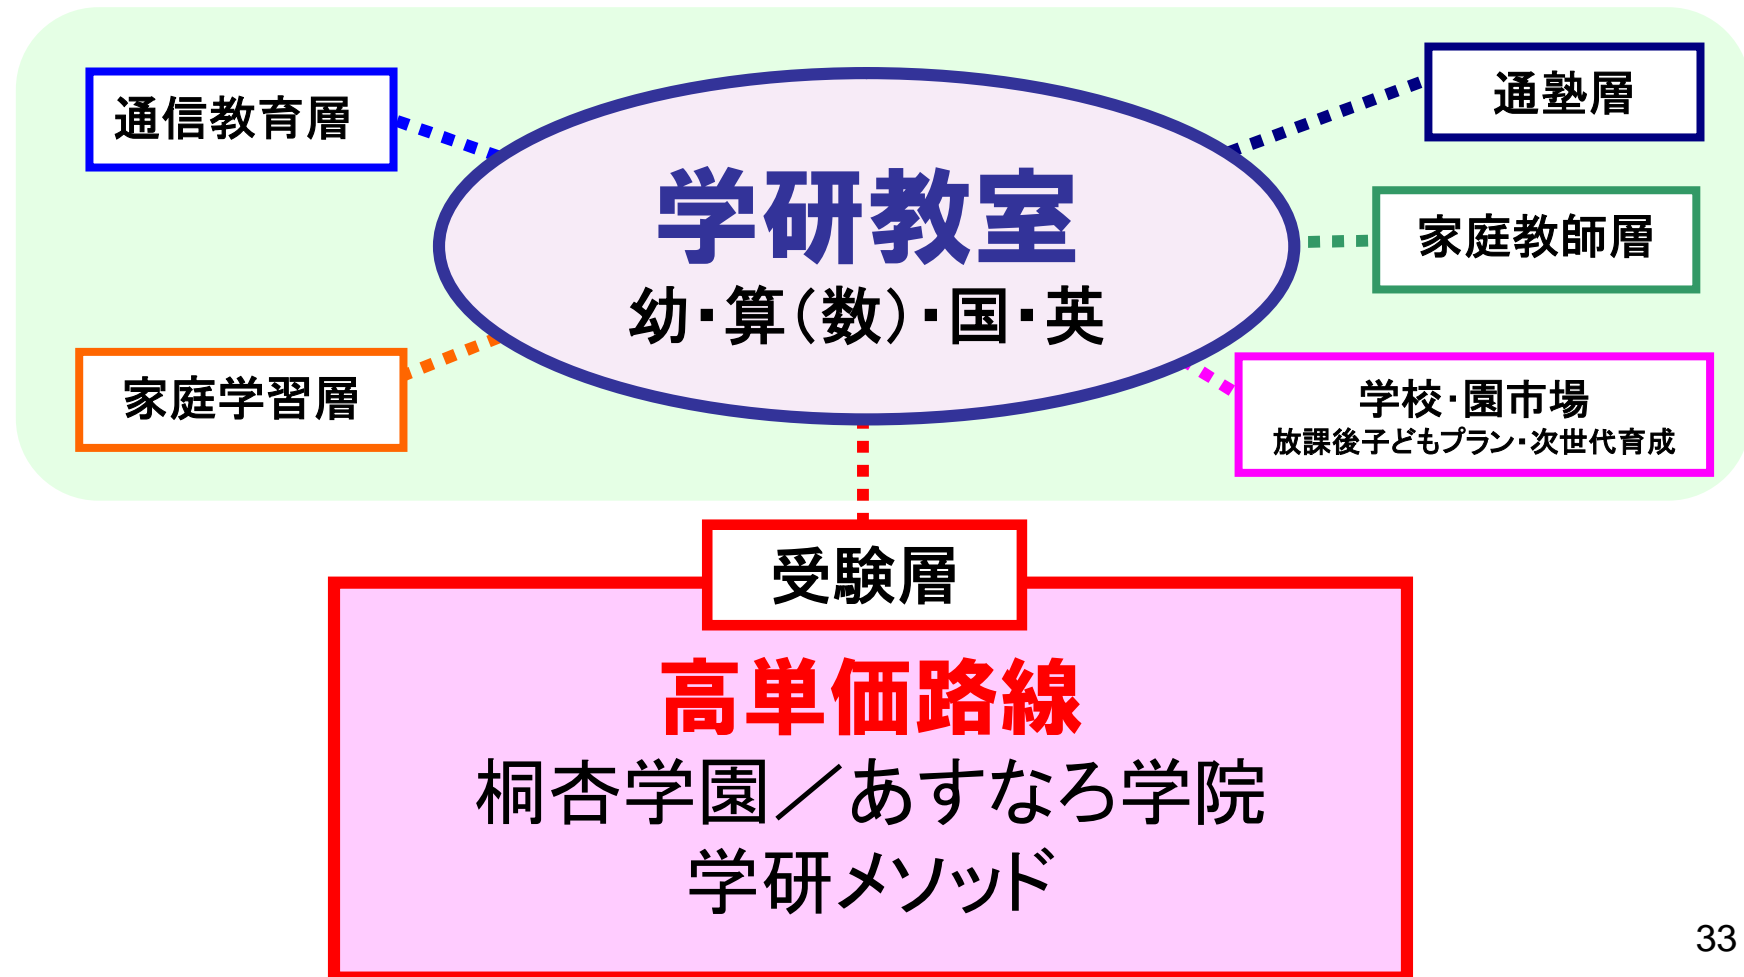 通信教育層
通塾層
学研教室
幼・算(数)・国・英
家庭教師層
家庭学習層
学校・園市場
放課後子どもプラン・次世代育成
受験層
高単価路線
桐杏学園／あすなろ学院
学研メソッド
33